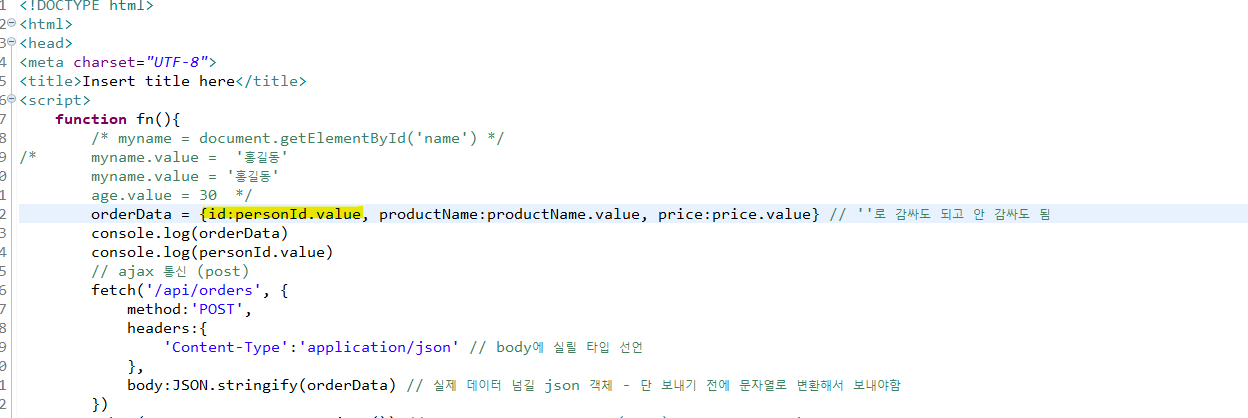 1 <!DOCTYPE html>
2 <html>
3 <head>
4 <meta charset="UTF-8">
5 <title>Insert title here</title>
6 <script>
7 function fn(){
8 /* myname = document.getElementById('name') */
9 /* myname.value = '홍길동'
0 myname.value = '홍길동'
1 age.value = 30 */
2 orderData = {id:personId.value, productName:productName.value, price:price.value} // ''로 감싸도 되고 안 감싸도 됨
3 console.log(orderData)
4 console.log(personId.value)
5 // ajax 통신 (post)
6 fetch('/api/orders', {
7 method:'POST',
8 headers:{
9 'Content-Type':'application/json' // body에 실릴 타입 선언
0 },
1 body:JSON.stringify(orderData) // 실제 데이터 넘길 json 객체 - 단 보내기 전에 문자열로 변환해서 보내야함
2 })